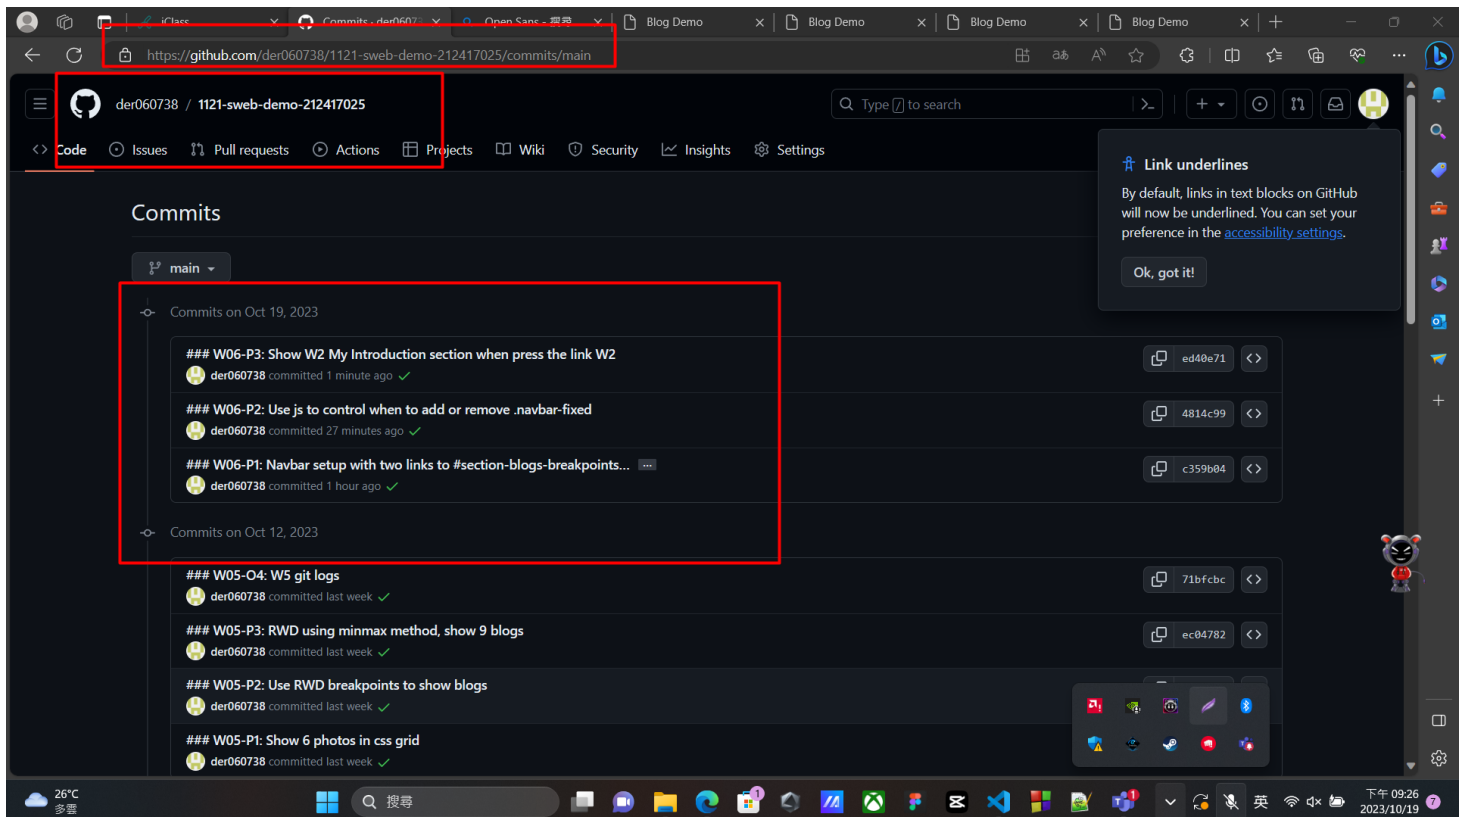 iClass
Commits · der06073
Open Sans - 搜尋
Blog Demo
Blog Demo
Blog Demo
Blog Demo
https://github.com/der060738/1121-sweb-demo-212417025/commits/main
der060738 / 1121-sweb-demo-212417025
Type / to search
Code
Issues
Pull requests
Actions
Projects
Wiki
Security
Insights
Settings
Link underlines
By default, links in text blocks on GitHub
will now be underlined. You can set your
preference in the accessibility settings.
Ok, got it!
Commits
main
Commits on Oct 19, 2023
### W06-P3: Show W2 My Introduction section when press the link W2
der060738 committed 1 minute ago
ed40e71
### W06-P2: Use js to control when to add or remove .navbar-fixed
der060738 committed 27 minutes ago
4814c99
### W06-P1: Navbar setup with two links to #section-blogs-breakpoints...
der060738 committed 1 hour ago
c359b04
Commits on Oct 12, 2023
### W05-O4: W5 git logs
der060738 committed last week
71bfcbc
### W05-P3: RWD using minmax method, show 9 blogs
der060738 committed last week
ec04782
### W05-P2: Use RWD breakpoints to show blogs
der060738 committed last week
### W05-P1: Show 6 photos in css grid
der060738 committed last week
26°C
多雲
搜尋
英
下午 09:26
2023/10/19
7